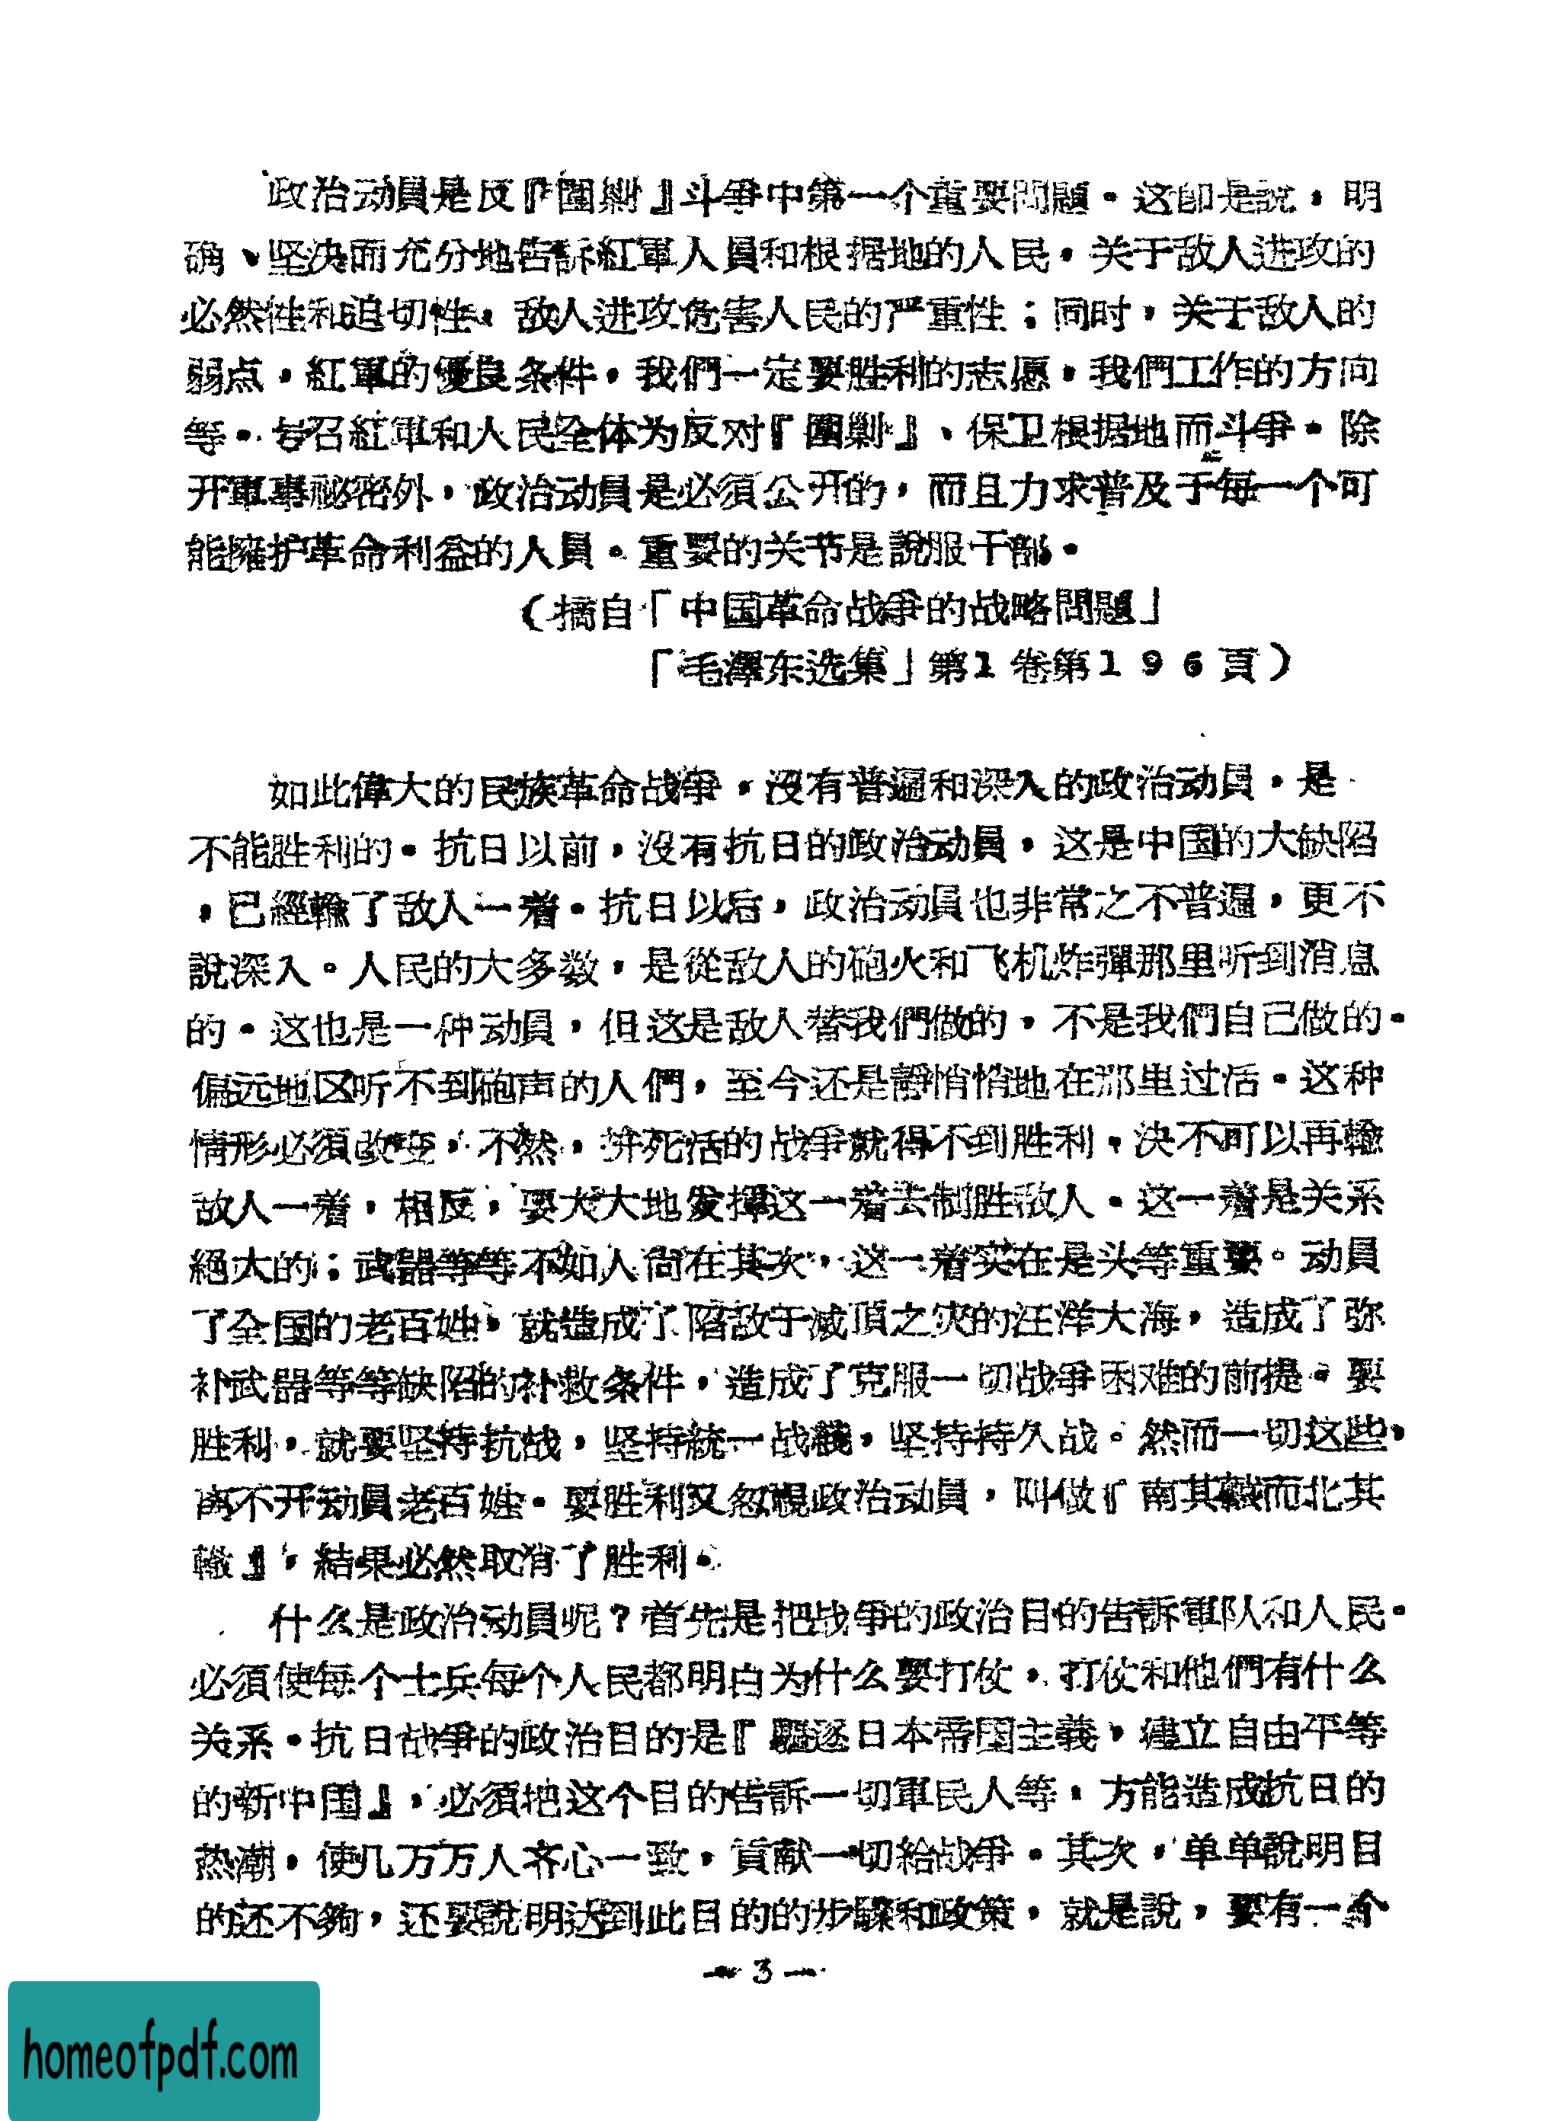 政治动員是反『圍剿』斗爭中第一个重要問題。这即是說，明
确、坚决而充分地告訴紅軍人員和根据地的人民，关于敌人进攻的
必然性和迫切性，敌人进攻危害人民的严重性；同时，关于敌人的
弱点，紅軍的優良条件，我們一定要胜利的志愿，我們工作的方向
等。号召紅軍和人民全体为反对『圍剿』、保卫根据地而斗爭。除
开軍事祕密外，政治动員是必須公开的，而且力求普及于每一个可
能擁护革命利益的人員。重要的关节是說服干部。
（摘自「中国革命战爭的战略問題」
「毛澤东选集」第1卷第196頁）
如此偉大的民族革命战爭，沒有普遍和深入的政治动員，是
不能胜利的。抗日以前，沒有抗日的政治动員，这是中国的大缺陷
，已經輸了敌人一着。抗日以后，政治动員也非常之不普遍，更不
說深入。人民的大多数，是從敌人的砲火和飞机炸彈那里听到消息
的。这也是一种动員，但这是敌人替我們做的，不是我們自己做的。
偏远地区听不到砲声的人們，至今还是靜悄悄地在那里过活。这种
情形必須改变，不然，拚死活的战爭就得不到胜利。决不可以再輸
敌人一着，相反，要大大地发揮这一着去制胜敌人。这一着是关系
絕大的；武器等等不如人尙在其次，这一着实在是头等重要。动員
了全国的老百姓，就造成了陷敌于滅頂之灾的汪洋大海，造成了弥
补武器等等缺陷的补救条件，造成了克服一切战爭困难的前提。要
胜利，就要坚持抗战，坚持統一战綫，坚持持久战。然而一切这些，
离不开动員老百姓。要胜利又忽視政治动員，叫做『南其轅而北其
轍』，結果必然取消了胜利。
什么是政治动員呢？首先是把战爭的政治目的告訴軍队和人民。
必須使每个士兵每个人民都明白为什么要打仗，打仗和他們有什么
关系。抗日战爭的政治目的是『驅逐日本帝国主義，建立自由平等
的新中国』，必須把这个目的告訴一切軍民人等，方能造成抗日的
热潮，使几万万人齐心一致，貢献一切給战爭。其次，单单說明目
的还不夠，还要說明达到此目的的步驟和政策，就是說，要有一个
— 3 —
homeofpdf.com